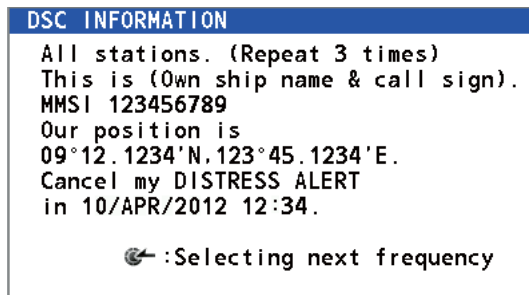 DSC INFORMATION
All stations. (Repeat 3 times)
This is (Own ship name & call sign).
MMSI 123456789
Our position is
09°12.1234'N,123°45.1234'E.
Cancel my DISTRESS ALERT
in 10/APR/2012 12:34.
:Selecting next frequency